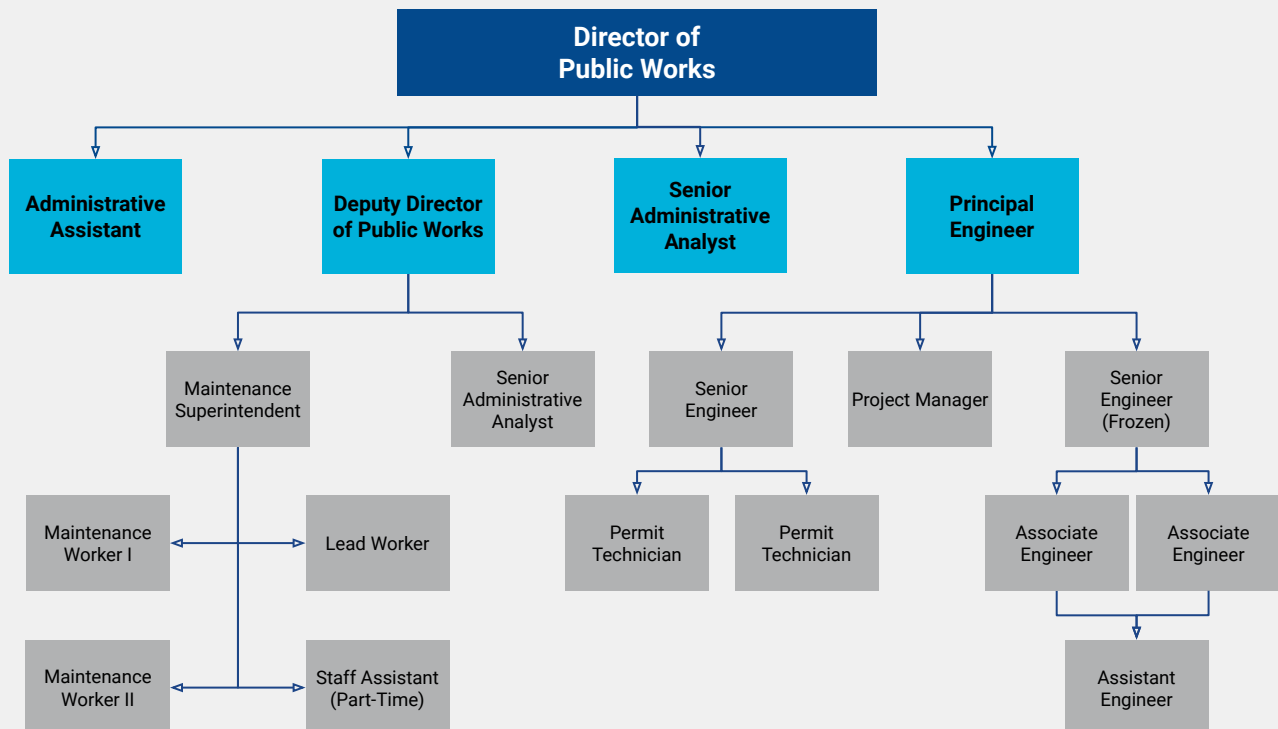 Director of
Public Works
Administrative
Assistant
Deputy Director
of Public Works
Senior
Administrative
Analyst
Principal
Engineer
Maintenance
Superintendent
Senior
Administrative
Analyst
Senior
Engineer
Project Manager
Senior
Engineer
(Frozen)
Maintenance
Worker I
Lead Worker
Permit
Technician
Permit
Technician
Associate
Engineer
Associate
Engineer
Maintenance
Worker II
Staff Assistant
(Part-Time)
Assistant
Engineer